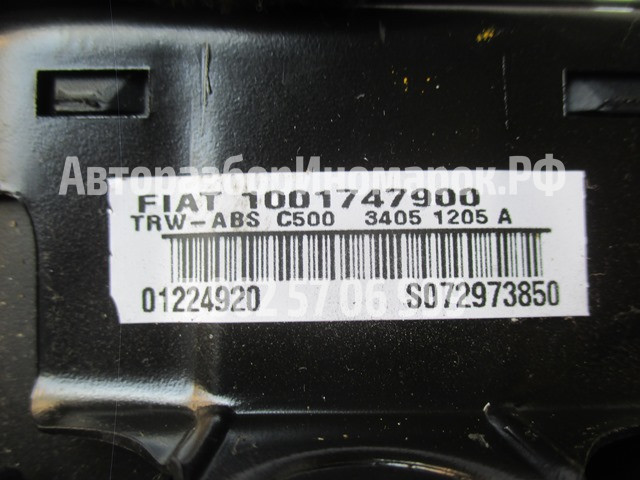 АвторазборИномарок.РФ
FIAT 1001747900
TRW-ABS C500 3405 1205 A
01224920 S072973850